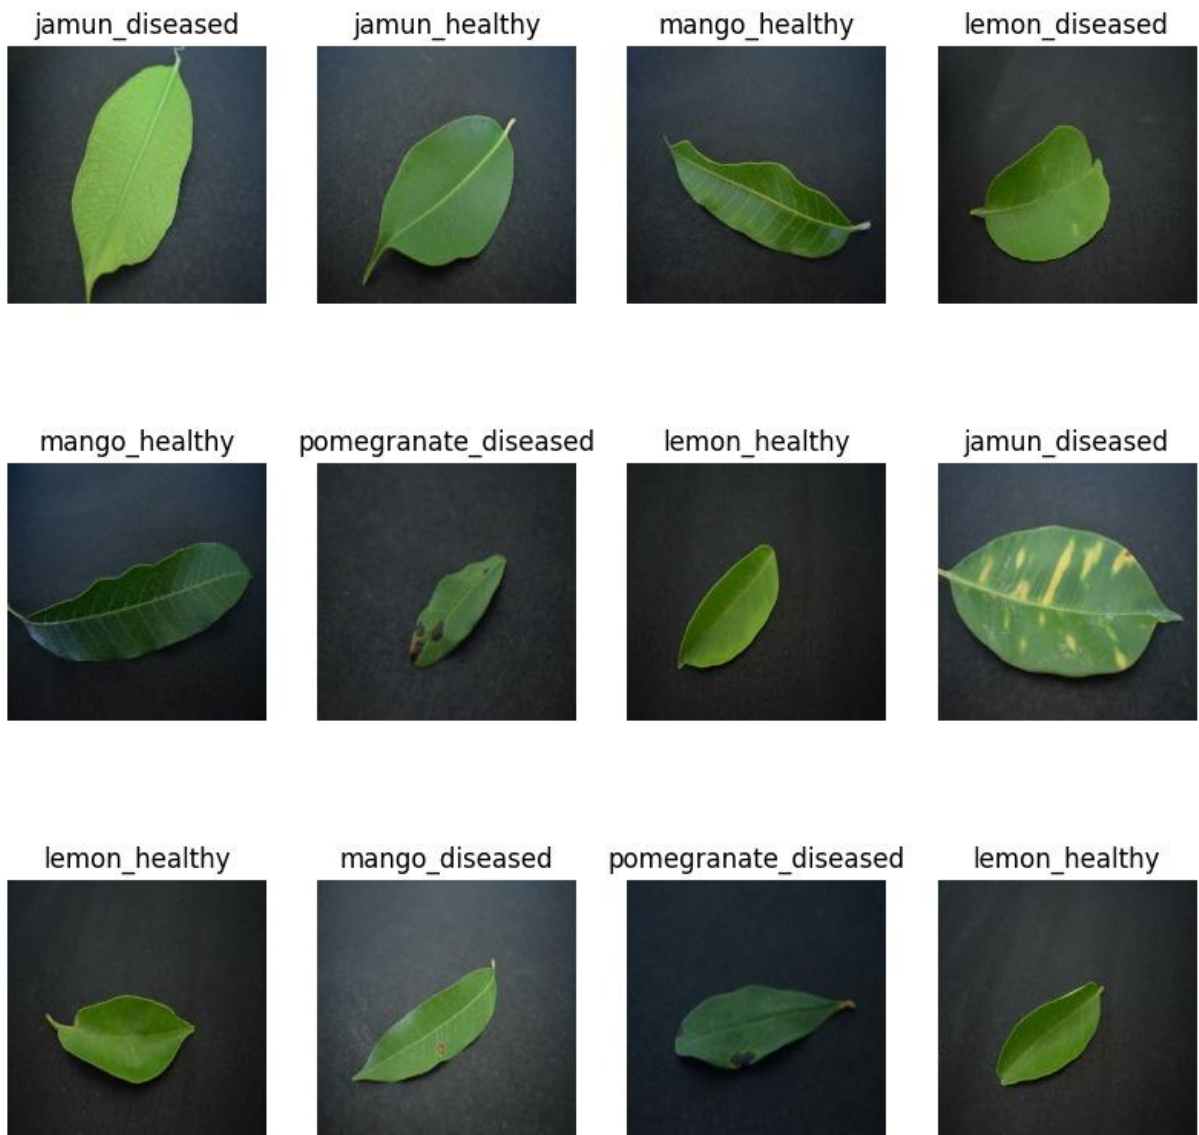 jamun_diseased
jamun_healthy
mango_healthy
lemon_diseased
mango_healthy
pomegranate_diseased
lemon_healthy
jamun_diseased
lemon_healthy
mango_diseased
pomegranate_diseased
lemon_healthy